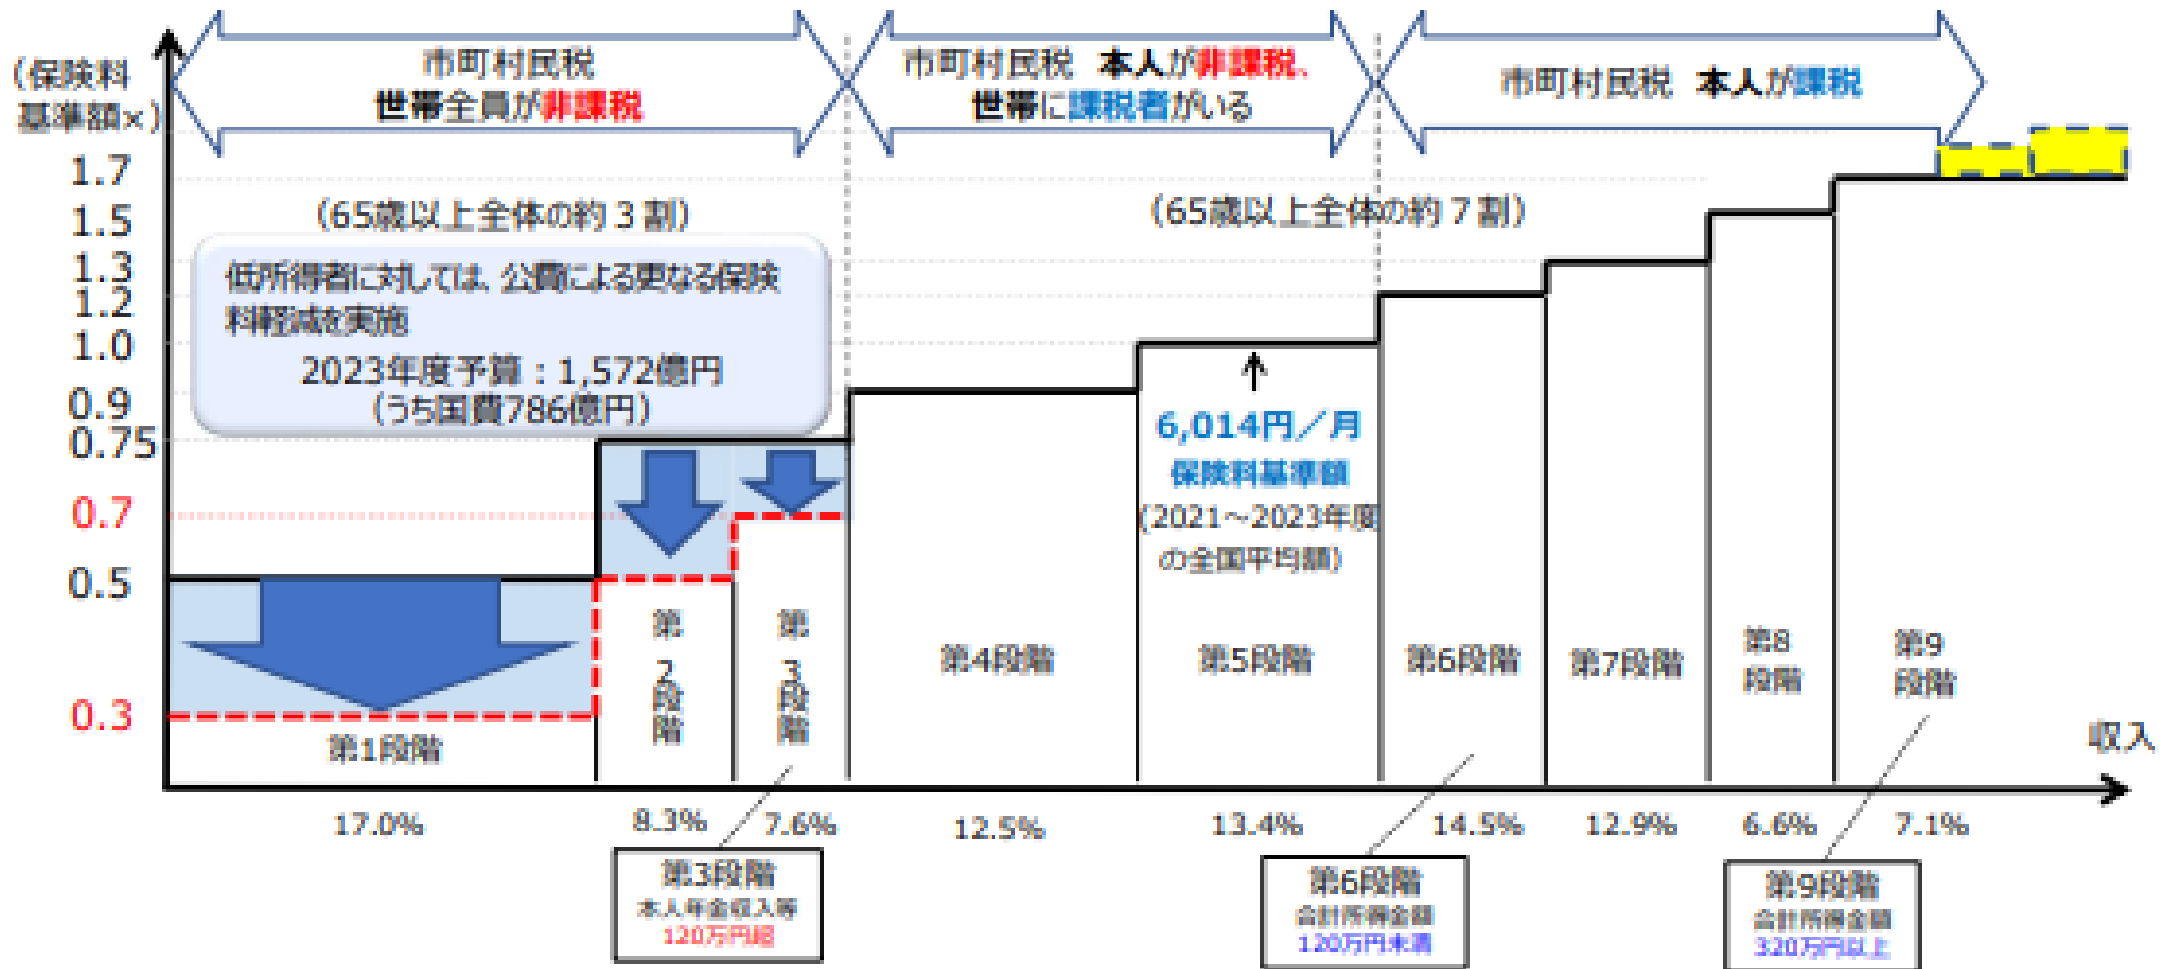 (保険料
基準額×)
市町村民税
世帯全員が非課税
市町村民税 本人が非課税、
世帯に課税者がいる
市町村民税 本人が課税
1.7
1.5
1.3
1.2
1.0
0.9
0.75
0.7
0.5
0.3
(65歳以上全体の約3割)
(65歳以上全体の約7割)
低所得者に対しては、公費による更なる保険
料軽減を実施
2023年度予算:1,572億円
(うち国費786億円)
6,014円/月
保険料基準額
(2021~2023年度
の全国平均額)
第1段階
第2段階
第3段階
第4段階
第5段階
第6段階
第7段階
第8
段階
第9
段階
収入
17.0%
8.3%
7.6%
12.5%
13.4%
14.5%
12.9%
6.6%
7.1%
第3段階
本人年金収入等
120万円超
第6段階
合計所得金額
120万円未満
第9段階
合計所得金額
320万円以上